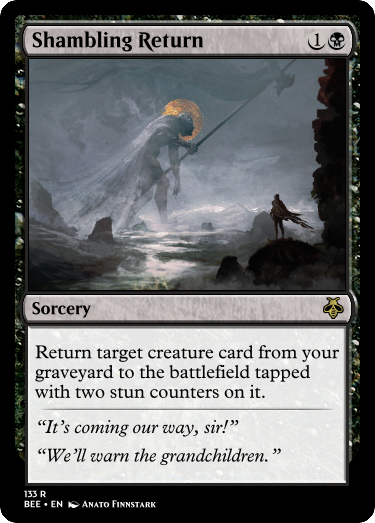 Shambling Return 1
Sorcery
Return target creature card from your
graveyard to the battlefield tapped
with two stun counters on it.
“It’s coming our way, sir!”
“We’ll warn the grandchildren.”
133 R
BEE • EN Anato Finnstark